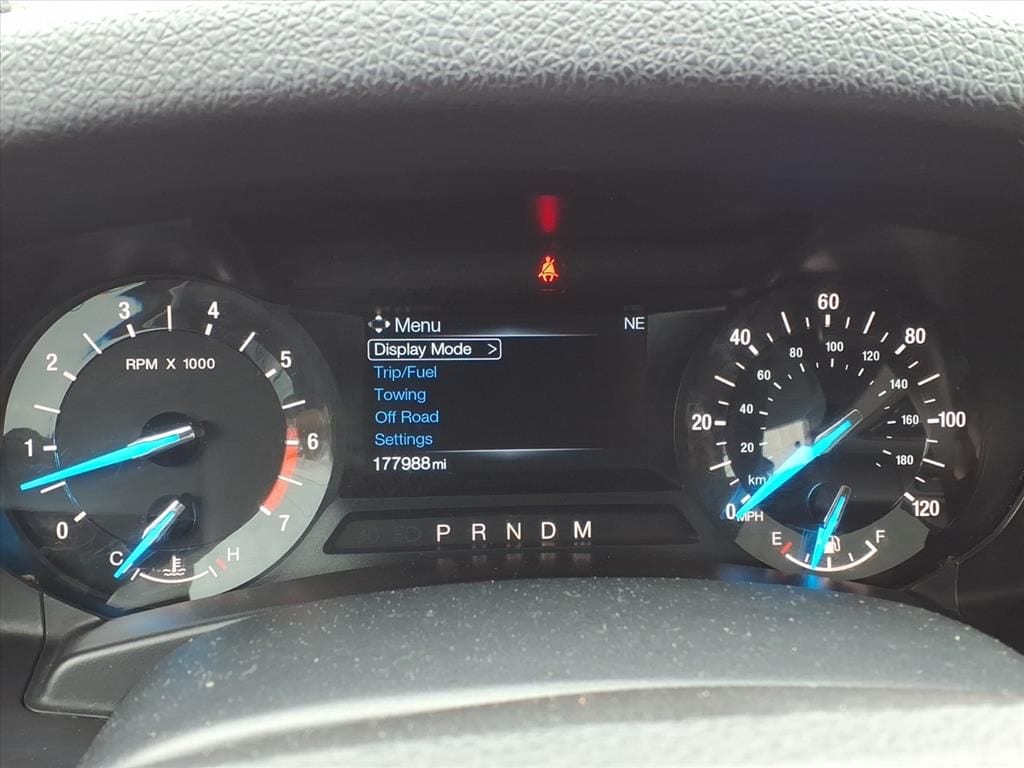 RPM X 1000
0
1
2
3
4
5
6
7
C
H
Menu
NE
Display Mode >
Trip/Fuel
Towing
Off Road
Settings
177988 mi
P R N D M
0
20
40
60
80
100
120
MPH
km
20
40
60
80
100
120
140
160
180
E
F